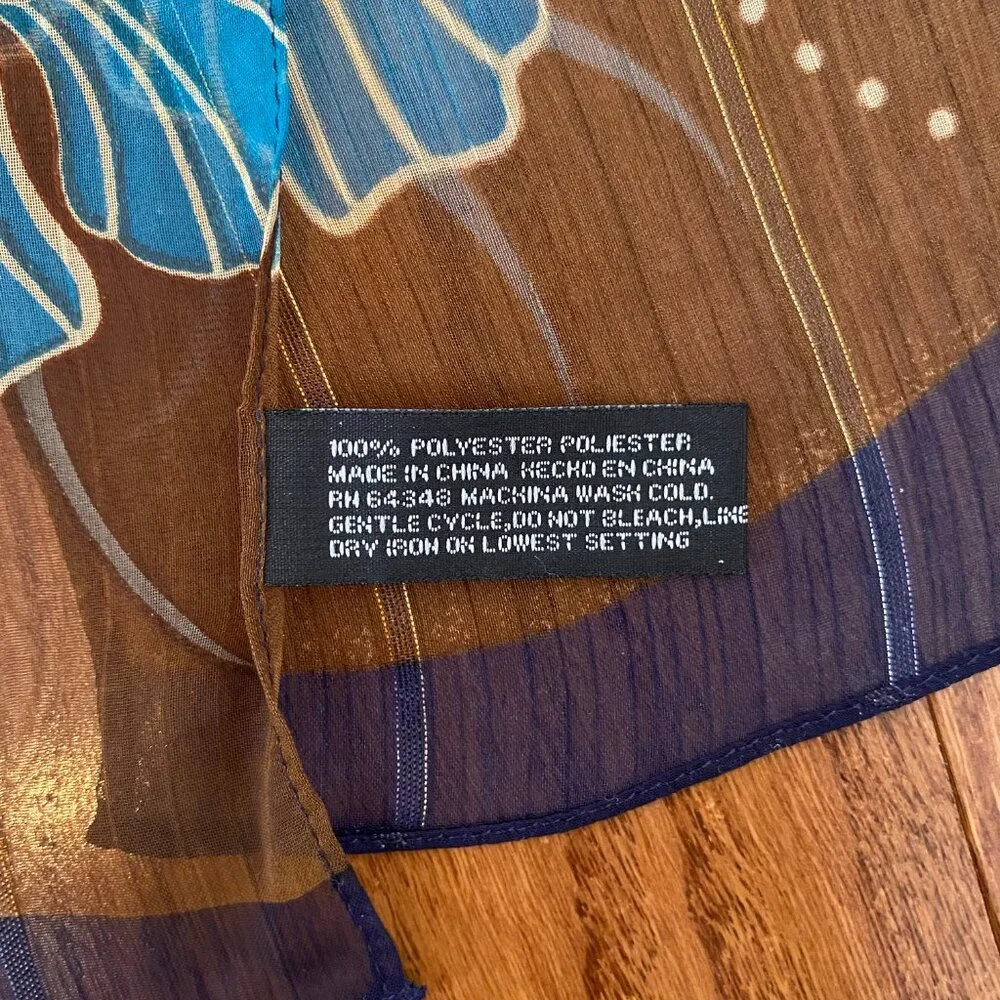 100% POLYESTER POLIESTER
MADE IN CHINA HECHO EN CHINA
RN 64348 MACHINA WASH COLD.
GENTLE CYCLE,DO NOT BLEACH,LINE
DRY IRON ON LOWEST SETTING